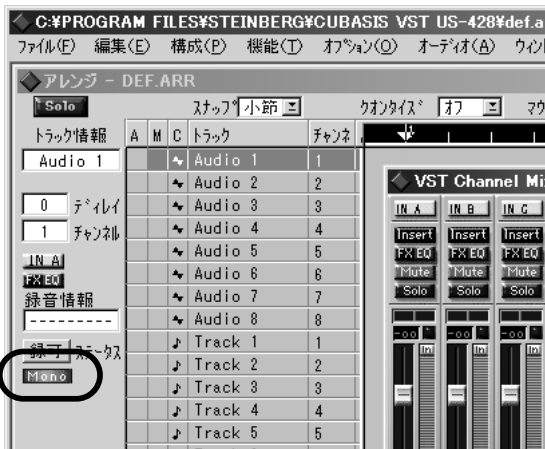 C:¥PROGRAM FILES¥STEINBERG¥CUBASIS VST US-428¥def.a
ファイル(F) 編集(E) 構成(P) 機能(T) オプション(O) オーディオ(A) ウィン
アレンジ - DEF.ARR
Solo スナップ 小節 クオンタイズ オフ マウ
トラック情報 A M C トラック チャンネ
Audio 1
Audio 1 1
Audio 2 2
0 ディレイ Audio 3 3
1 チャンネル Audio 4 4
IN A Audio 5 5
FX EQ Audio 6 6
録音情報 Audio 7 7
--------- Audio 8 8
録可 ステータス Track 1 1
Mono Track 2 2
Track 3 3
Track 4 4
Track 5 5
VST Channel Mi
IN A IN B IN C
Insert Insert Insert
FX EQ FX EQ FX EQ
Mute Mute Mute
Solo Solo Solo
-oo -oo -oo
In In In